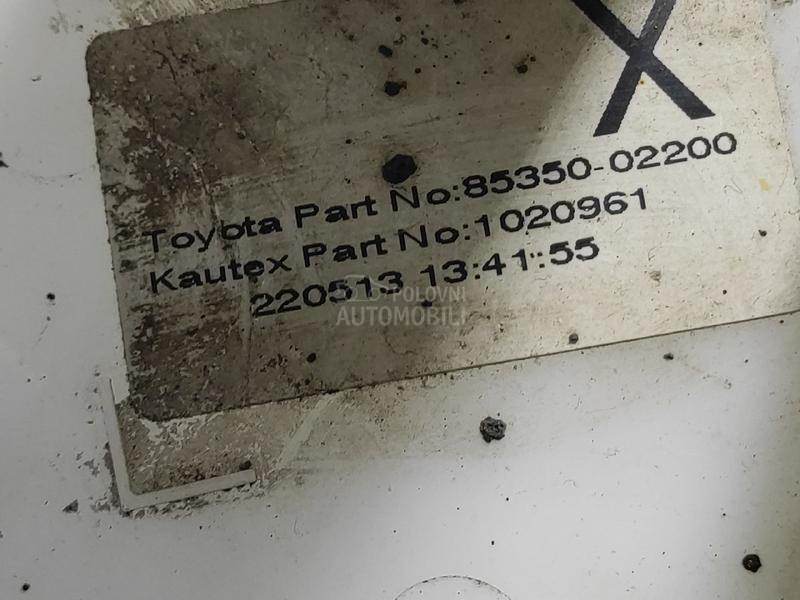 X
Toyota Part No:85350-02200
Kautex Part No:1020961
220513 13:41:55
POLOVNI
AUTOMOBILI